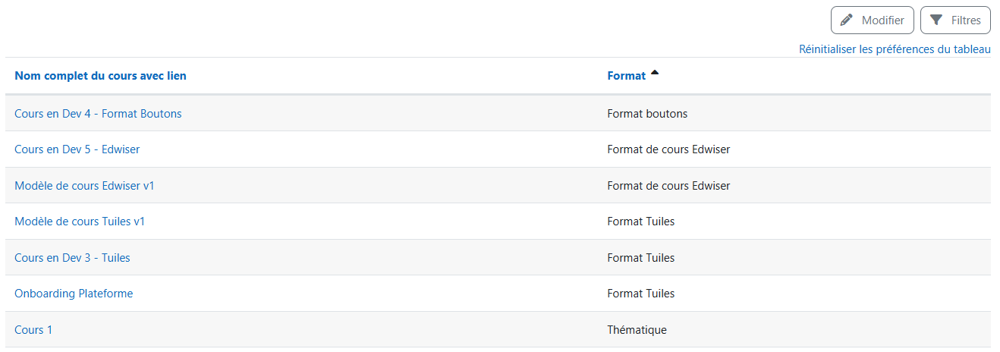 Modifier Filtres
Réinitialiser les préférences du tableau
Nom complet du cours avec lien Format
Cours en Dev 4 - Format Boutons Format boutons
Cours en Dev 5 - Edwiser Format de cours Edwiser
Modèle de cours Edwiser v1 Format de cours Edwiser
Modèle de cours Tuiles v1 Format Tuiles
Cours en Dev 3 - Tuiles Format Tuiles
Onboarding Plateforme Format Tuiles
Cours 1 Thématique